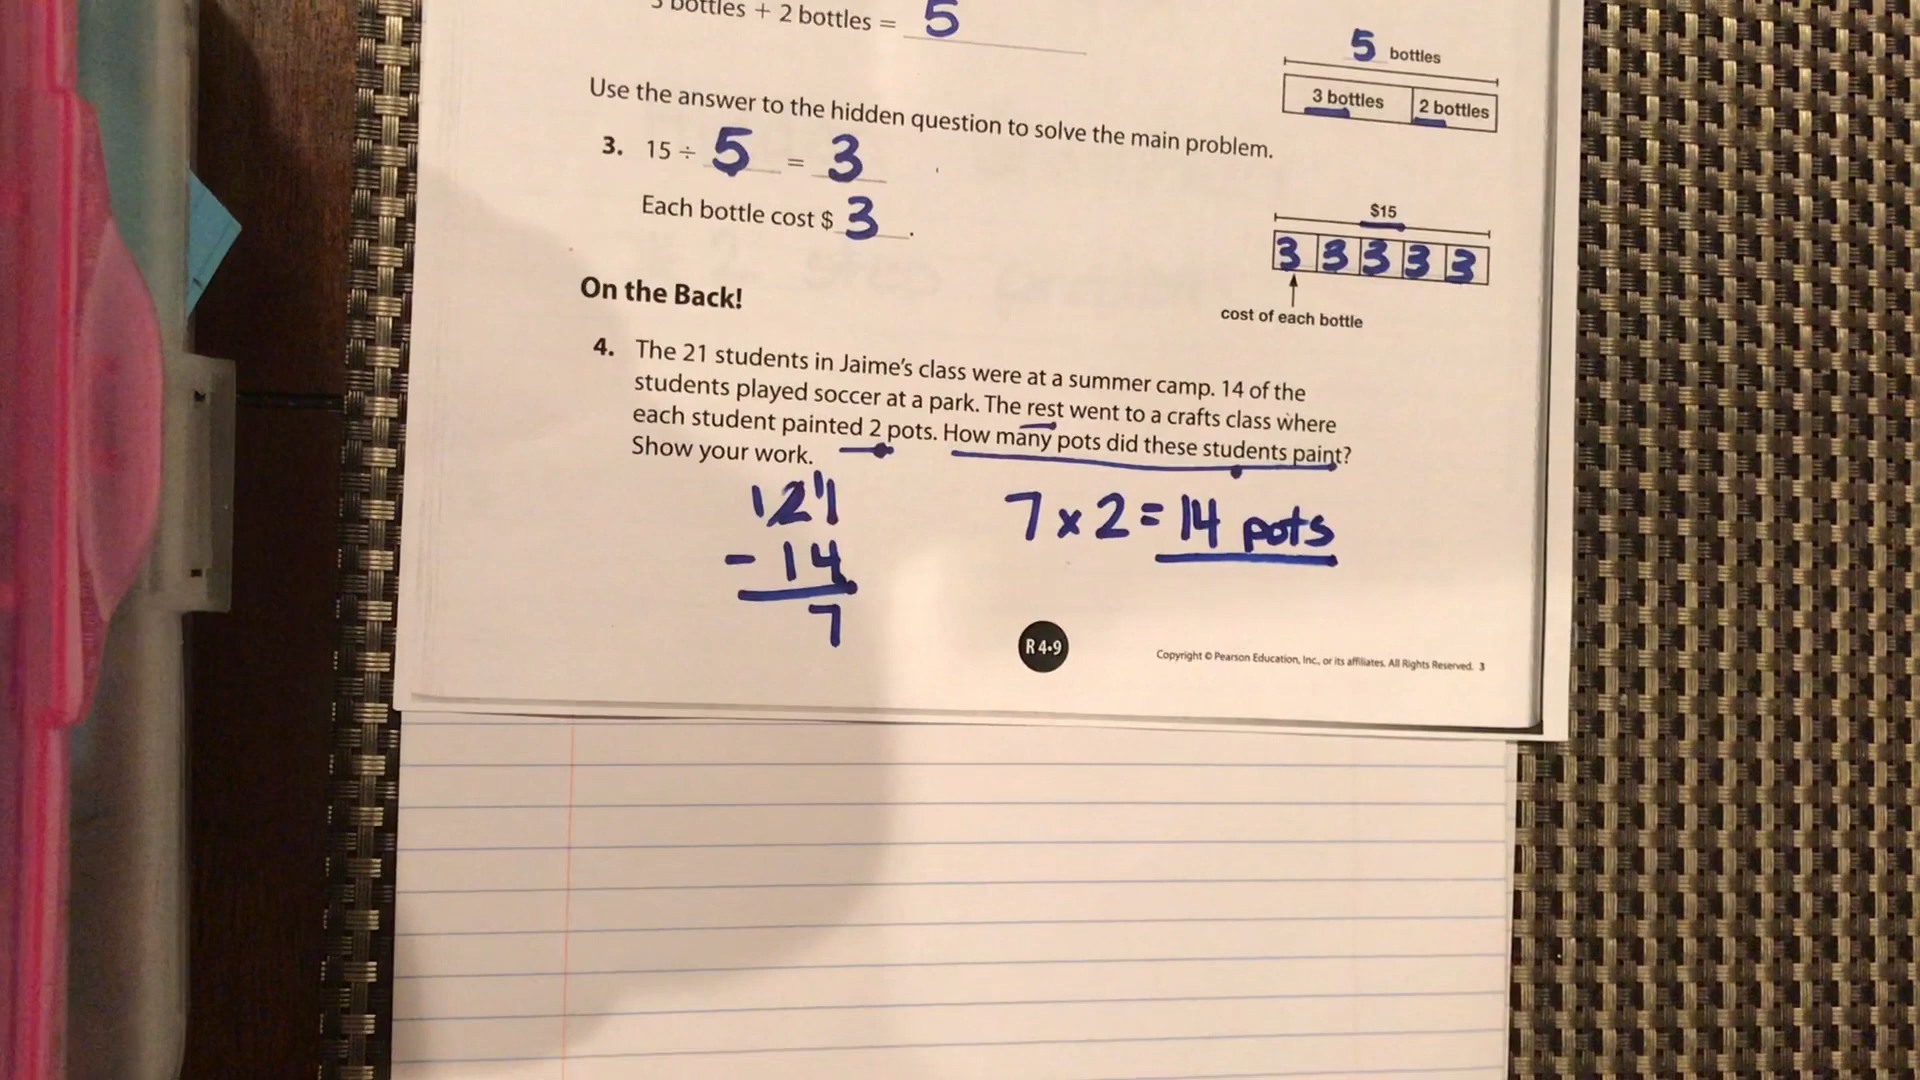 bottles + 2 bottles = 5
5 bottles
3 bottles 2 bottles
Use the answer to the hidden question to solve the main problem.
3. 15 ÷ 5 = 3
Each bottle cost $ 3 .
$15
3 3 3 3 3
cost of each bottle
On the Back!
4. The 21 students in Jaime's class were at a summer camp. 14 of the
students played soccer at a park. The rest went to a crafts class where
each student painted 2 pots. How many pots did these students paint?
Show your work.
121
- 14
7
7 x 2 = 14 pots
R 4•9
Copyright © Pearson Education, Inc., or its affiliates. All Rights Reserved. 3